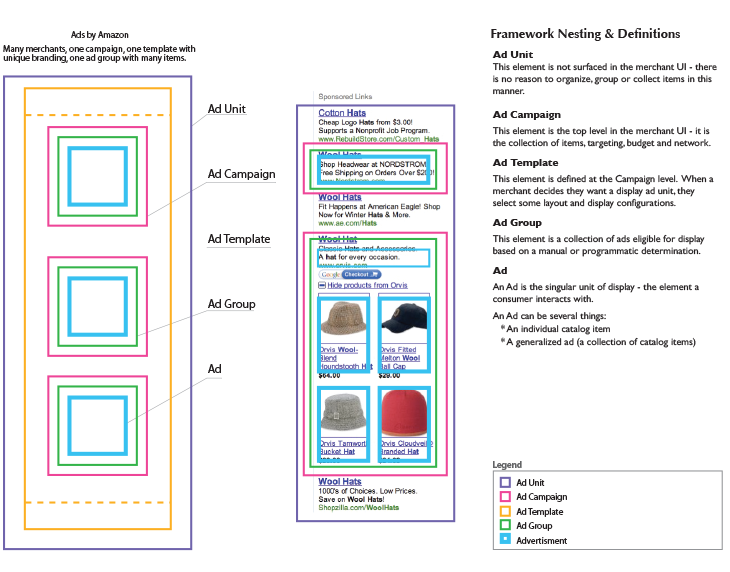 Ads by Amazon
Many merchants, one campaign, one template with
unique branding, one ad group with many items.
Ad Unit
Ad Campaign
Ad Template
Ad Group
Ad
Sponsored Links
Cotton Hats
Cheap Logo Hats from $3.00!
Supports a Nonprofit Job Program.
www.RebuildStore.com/Custom_Hats
Wool Hats
Shop Headwear at NORDSTROM
Free Shipping on Orders Over $200!
www.Nordstrom.com
Wool Hats
Fit Happens at American Eagle! Shop
Now for Winter Hats & More.
www.ae.com/Hats
Wool Hat
Classic Hats and Accessories.
A hat for every occasion.
www.orvis.com
Google Checkout
Hide products from Orvis
Orvis Wool-
Blend
Houndstooth Hat
$64.00
Orvis Fitted
Melton Wool
Ball Cap
$29.00
Orvis Tamworth
Bucket Hat
Orvis Cloudveil®
Branded Hat
Wool Hats
1000's of Choices. Low Prices.
Save on Wool Hats!
Shopzilla.com/WoolHats
Framework Nesting & Definitions
Ad Unit
This element is not surfaced in the merchant UI - there
is no reason to organize, group or collect items in this
manner.
Ad Campaign
This element is the top level in the merchant UI - it is
the collection of items, targeting, budget and network.
Ad Template
This element is defined at the Campaign level. When a
merchant decides they want a display ad unit, they
select some layout and display configurations.
Ad Group
This element is a collection of ads eligible for display
based on a manual or programmatic determination.
Ad
An Ad is the singular unit of display - the element a
consumer interacts with.
An Ad can be several things:
* An individual catalog item
* A generalized ad (a collection of catalog items)
Legend
Ad Unit
Ad Campaign
Ad Template
Ad Group
Advertisment